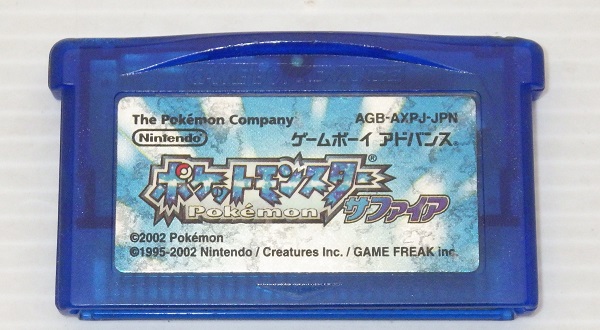 The Pokémon Company
AGB-AXPJ-JPN
Nintendo
ゲームボーイ アドバンス®
ポケットモンスター®
Pokémon
サファイア
©2002 Pokémon
©1995-2002 Nintendo / Creatures Inc. / GAME FREAK inc.